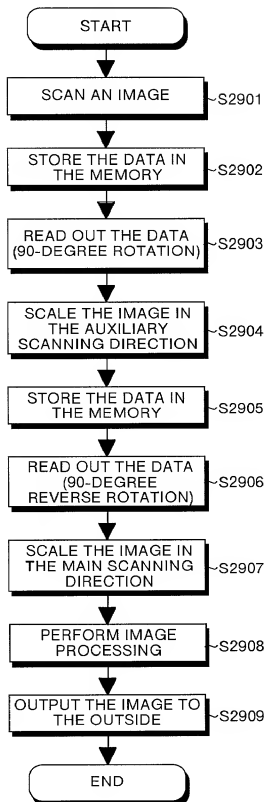 START
SCAN AN IMAGE
S2901
STORE THE DATA IN
THE MEMORY
S2902
READ OUT THE DATA
(90-DEGREE ROTATION)
S2903
SCALE THE IMAGE IN
THE AUXILIARY
SCANNING DIRECTION
S2904
STORE THE DATA IN
THE MEMORY
S2905
READ OUT THE DATA
(90-DEGREE
REVERSE ROTATION)
S2906
SCALE THE IMAGE IN
THE MAIN SCANNING
DIRECTION
S2907
PERFORM IMAGE
PROCESSING
S2908
OUTPUT THE IMAGE TO
THE OUTSIDE
S2909
END